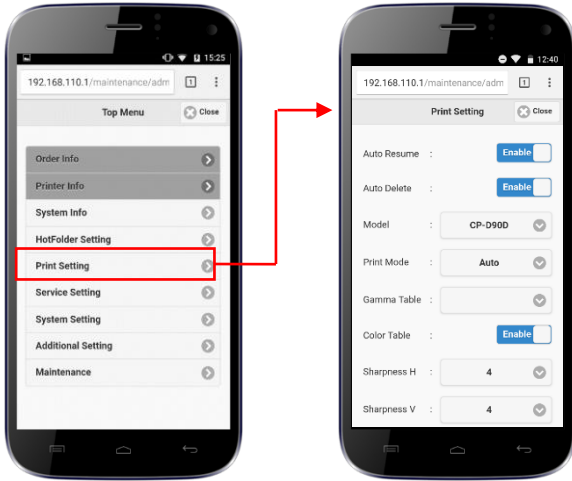 15:25
192.168.110.1/maintenance/adm 1
Top Menu Close
Order Info
Printer Info
System Info
HotFolder Setting
Print Setting
Service Setting
System Setting
Additional Setting
Maintenance
12:40
192.168.110.1/maintenance/adm 1
Print Setting Close
Auto Resume : Enable
Auto Delete : Enable
Model : CP-D90D
Print Mode : Auto
Gamma Table :
Color Table : Enable
Sharpness H : 4
Sharpness V : 4